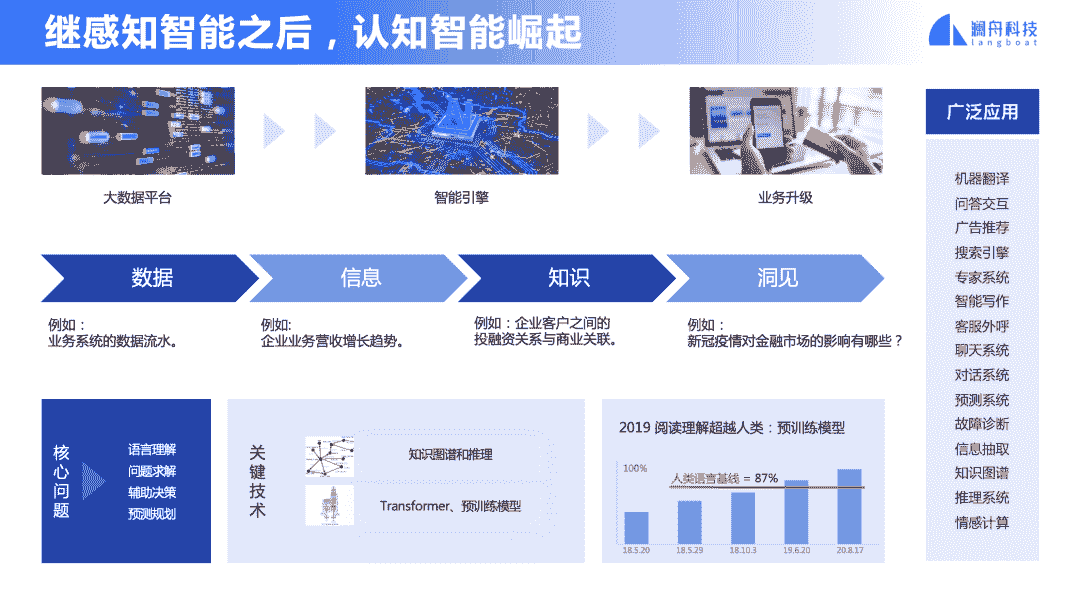 继感知智能之后，认知智能崛起
澜舟科技
langboat
大数据平台
智能引擎
业务升级
数据
信息
知识
洞见
例如：
业务系统的数据流水。
例如:
企业业务营收增长趋势。
例如：企业客户之间的
投融资关系与商业关联。
例如：
新冠疫情对金融市场的影响有哪些？
核心问题
语言理解
问题求解
辅助决策
预测规划
关键技术
知识图谱和推理
Transformer、预训练模型
2019 阅读理解超越人类：预训练模型
100%
人类语言基线 = 87%
18.5.20
18.5.29
18.10.3
19.6.20
20.8.17
广泛应用
机器翻译
问答交互
广告推荐
搜索引擎
专家系统
智能写作
客服外呼
聊天系统
对话系统
预测系统
故障诊断
信息抽取
知识图谱
推理系统
情感计算